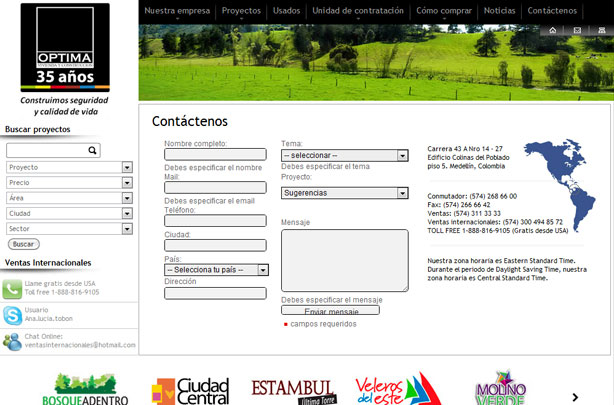 Nuestra empresa Proyectos Usados Unidad de contratación Cómo comprar Noticias Contáctenos
OPTIMA
35 años
Construimos seguridad
y calidad de vida
Buscar proyectos
Proyecto
Precio
Área
Ciudad
Sector
Buscar
Ventas Internacionales
Llame gratis desde USA
Toll free 1-888-816-9105
Usuario
Ana.lucia.tobon
Chat Online:
ventasinternacionales@hotmail.com
Contáctenos
Nombre completo:
Debes especificar el nombre
Mail:
Debes especificar el email
Teléfono:
Ciudad:
País:
-- Selecciona tu país --
Dirección
Tema:
-- seleccionar --
Debes especificar el tema
Proyecto:
Sugerencias
Mensaje
Debes especificar el mensaje
Enviar mensaje
campos requeridos
Carrera 43 A Nro 14 - 27
Edificio Colinas del Poblado
piso 5. Medellín, Colombia
Conmutador: (574) 268 66 00
Fax: (574) 266 66 42
Ventas: (574) 311 33 33
Ventas internacionales: (574) 300 494 85 72
TOLL FREE 1-888-816-9105 (Gratis desde USA)
Nuestra zona horaria es Eastern Standard Time.
Durante el periodo de Daylight Saving Time, nuestra
zona horaria es Central Standard Time.
BOSQUEADENTRO
Ciudad
Central
ESTAMBUL
Última Torre
Veleros
del este
MOLINO
VERDE